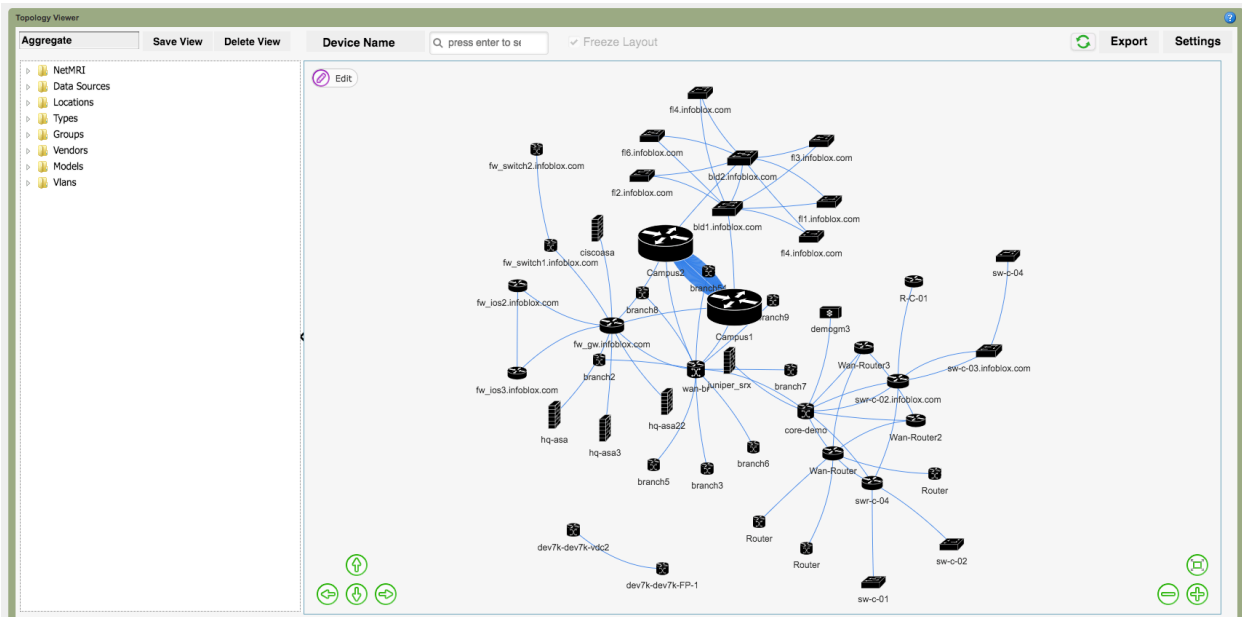 Topology Viewer
?
Aggregate
Save View
Delete View
Device Name
press enter to se
Freeze Layout
Export
Settings
NetMRI
Data Sources
Locations
Types
Groups
Vendors
Models
Vlans
Edit
fl4.infoblox.com
fl6.infoblox.com
fl3.infoblox.com
fw_switch2.infoblox.com
bld2.infoblox.com
fl2.infoblox.com
fl1.infoblox.com
bld1.infoblox.com
ciscoasa
fl4.infoblox.com
fw_switch1.infoblox.com
Campus2
sw-c-04
fw_ios2.infoblox.com
R-C-01
branch8
branch9
demogm3
Campus1
fw_gw.infoblox.com
Wan-Router3
sw-c-03.infoblox.com
branch2
juniper_srx
branch7
fw_ios3.infoblox.com
swr-c-02.infoblox.com
hq-asa22
core-demo
hq-asa
Wan-Router2
hq-asa3
branch6
Wan-Router
branch5
branch3
Router
swr-c-04
Router
dev7k-dev7k-vdc2
Router
sw-c-02
dev7k-dev7k-FP-1
sw-c-01